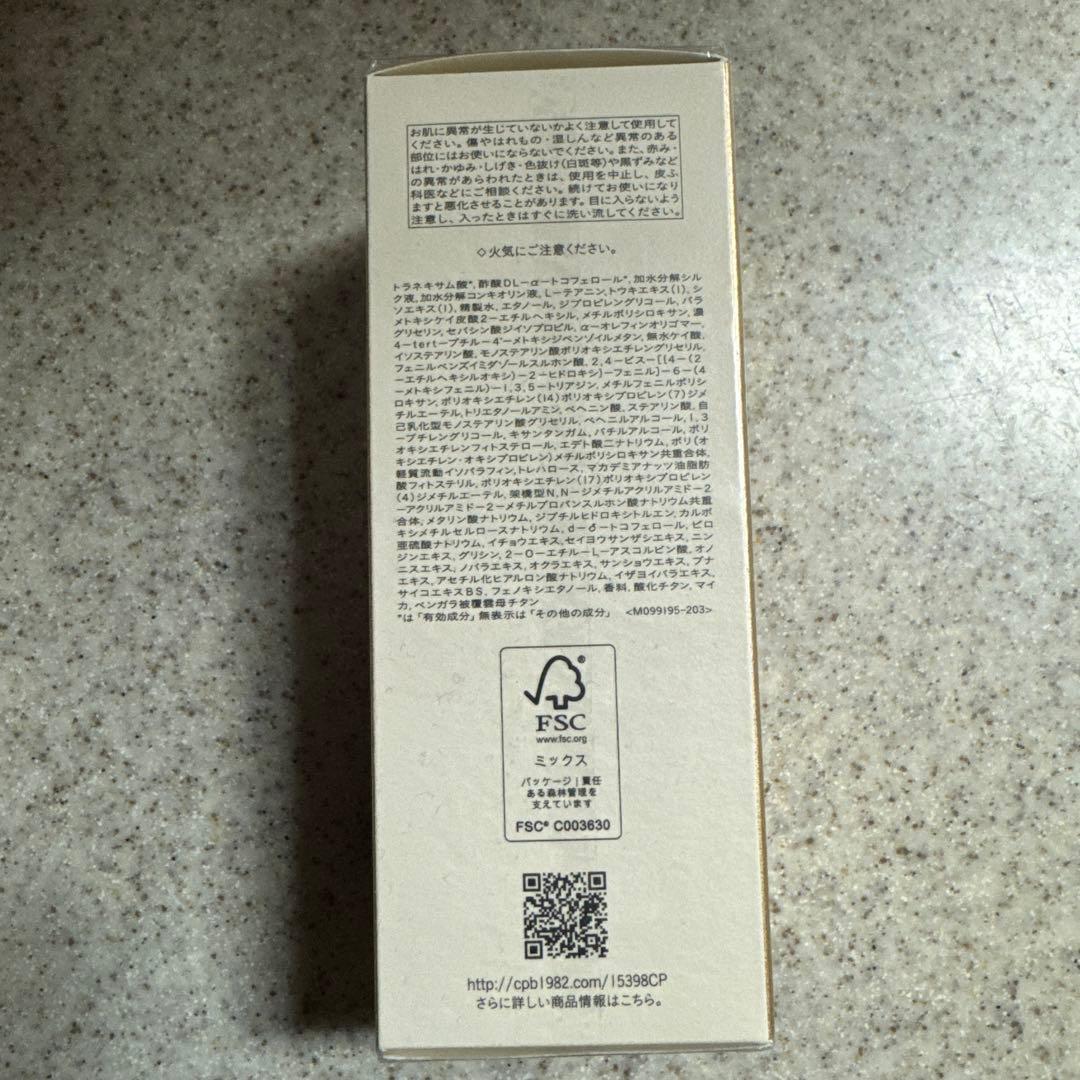 お肌に異常が生じていないかよく注意して使用して
ください。傷やはれもの・湿しんなど異常のある
部位にはお使いにならないでください。また、赤み・
はれ・かゆみ・しげき・色抜け(白斑等)や黒ずみなど
の異常があらわれたときは、使用を中止し、皮ふ
科医などにご相談ください。続けてお使いになり
ますと悪化させることがあります。目に入らないよう
注意し、入ったときはすぐに洗い流してください。
◇火気にご注意ください。
トラネキサム酸*, 酢酸DL-α-トコフェロール*, 加水分解シル
ク液, 加水分解コンキオリン液, L-テアニン, トウキエキス(1), シ
ソエキス(1), 精製水, エタノール, ジプロピレングリコール, パラ
メトキシケイ皮酸2-エチルヘキシル, メチルポリシロキサン, 濃
グリセリン, セバシン酸ジイソプロピル, α-オレフィンオリゴマー,
4-tert-ブチル-4'-メトキシジベンゾイルメタン, 無水ケイ酸,
イソステアリン酸, モノステアリン酸ポリオキシエチレングリセリル,
フェニルベンズイミダゾールスルホン酸, 2,4-ビス-[{4-(2
-エチルヘキシルオキシ)-2-ヒドロキシ}-フェニル]-6-(4
-メトキシフェニル)-1,3,5-トリアジン, メチルフェニルポリシ
ロキサン, ポリオキシエチレン(14)ポリオキシプロピレン(7)ジメ
チルエーテル, トリエタノールアミン, ベヘニン酸, ステアリン酸, 自
己乳化型モノステアリン酸グリセリル, ベヘニルアルコール, 1,3
-ブチレングリコール, キサンタンガム, バチルアルコール, ポリ
オキシエチレンフィトステロール, エデト酸二ナトリウム, ポリ(オ
キシエチレン・オキシプロピレン)メチルポリシロキサン共重合体,
軽質流動イソパラフィン, トレハロース, マカデミアナッツ油脂肪
酸フィトステリル, ポリオキシエチレン(17)ポリオキシプロピレン
(4)ジメチルエーテル, 架橋型N,N-ジメチルアクリルアミド-2
-アクリルアミド-2-メチルプロパンスルホン酸ナトリウム共重
合体, メタリン酸ナトリウム, ジブチルヒドロキシトルエン, カルボ
キシメチルセルロースナトリウム, d-δ-トコフェロール, ピロ
亜硫酸ナトリウム, イチョウエキス, セイヨウサンザシエキス, ニン
ジンエキス, グリシン, 2-O-エチル-L-アスコルビン酸, オノ
ニスエキス, ノバラエキス, オクラエキス, サンショウエキス, ブナ
エキス, アセチル化ヒアルロン酸ナトリウム, イザヨイバラエキス,
サイコエキスBS, フェノキシエタノール, 香料, 酸化チタン, マイ
カ, ベンガラ被覆雲母チタン
*は「有効成分」無表示は「その他の成分」 <M099195-203>
FSC®
www.fsc.org
ミックス
パッケージ|責任
ある森林管理を
支えています
FSC® C003630
http://cpb1982.com/15398CP
さらに詳しい商品情報はこちら。